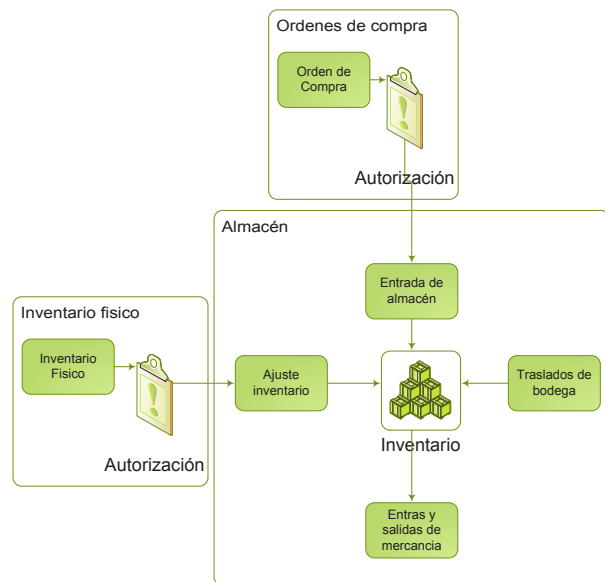 Ordenes de compra
Orden de
Compra
Autorización
Almacén
Entrada de
almacén
Inventario fisico
Inventario
Fisico
Autorización
Ajuste
inventario
Inventario
Traslados de
bodega
Entras y
salidas de
mercancia